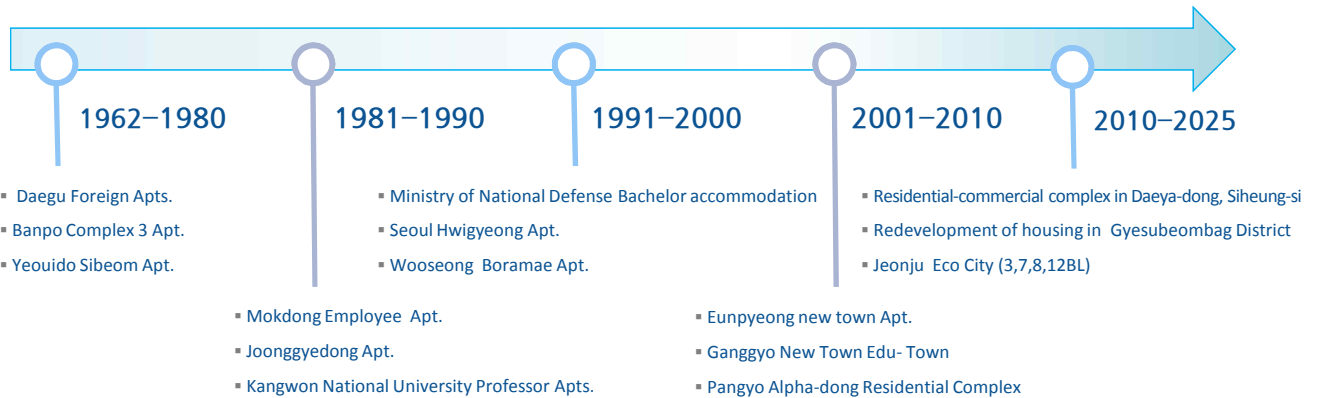 1962–1980
1981–1990
1991–2000
2001–2010
2010–2025
▪ Daegu Foreign Apts.
▪ Banpo Complex 3 Apt.
▪ Yeouido Sibeom Apt.
▪ Ministry of National Defense Bachelor accommodation
▪ Seoul Hwigyeong Apt.
▪ Wooseong Boramae Apt.
▪ Residential-commercial complex in Daeya-dong, Siheung-si
▪ Redevelopment of housing in Gyesubeombag District
▪ Jeonju Eco City (3,7,8,12BL)
▪ Mokdong Employee Apt.
▪ Joonggyedong Apt.
▪ Kangwon National University Professor Apts.
▪ Eunpyeong new town Apt.
▪ Ganggyo New Town Edu- Town
▪ Pangyo Alpha-dong Residential Complex